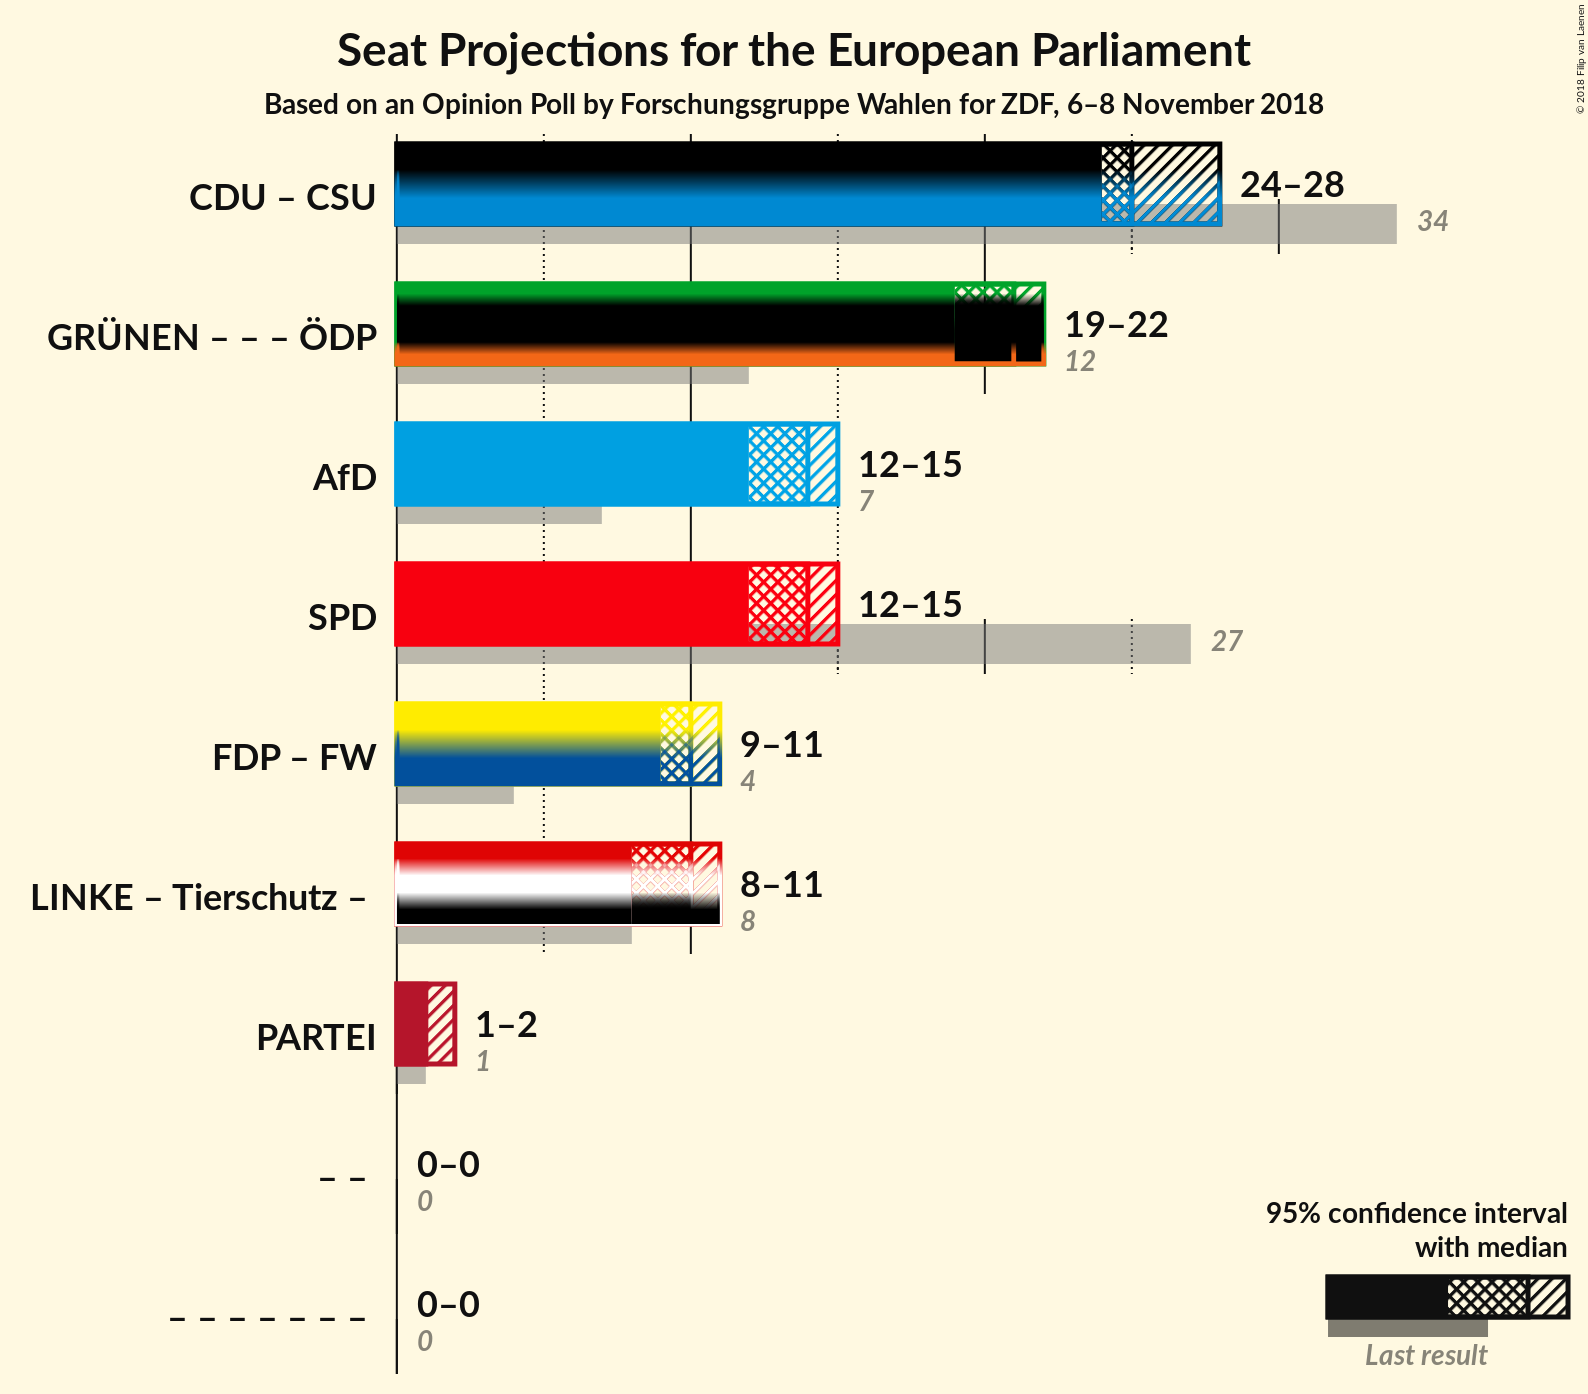 Seat Projections for the European Parliament
Based on an Opinion Poll by Forschungsgruppe Wahlen for ZDF, 6–8 November 2018
© 2018 Filip van Laenen
CDU – CSU
24–28
34
GRÜNEN – – – ÖDP
19–22
12
AfD
12–15
7
SPD
12–15
27
FDP – FW
9–11
4
LINKE – Tierschutz –
8–11
8
PARTEI
1–2
1
– –
0–0
0
– – – – – – –
0–0
0
95% confidence interval
with median
Last result